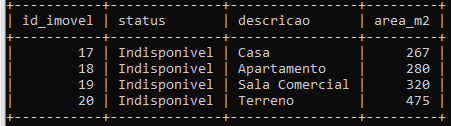 +-----------+--------------+----------------+---------+
| id_imovel | status       | descricao      | area_m2 |
+-----------+--------------+----------------+---------+
|        17 | Indisponivel | Casa           |     267 |
|        18 | Indisponivel | Apartamento    |     280 |
|        19 | Indisponivel | Sala Comercial |     320 |
|        20 | Indisponivel | Terreno        |     475 |
+-----------+--------------+----------------+---------+